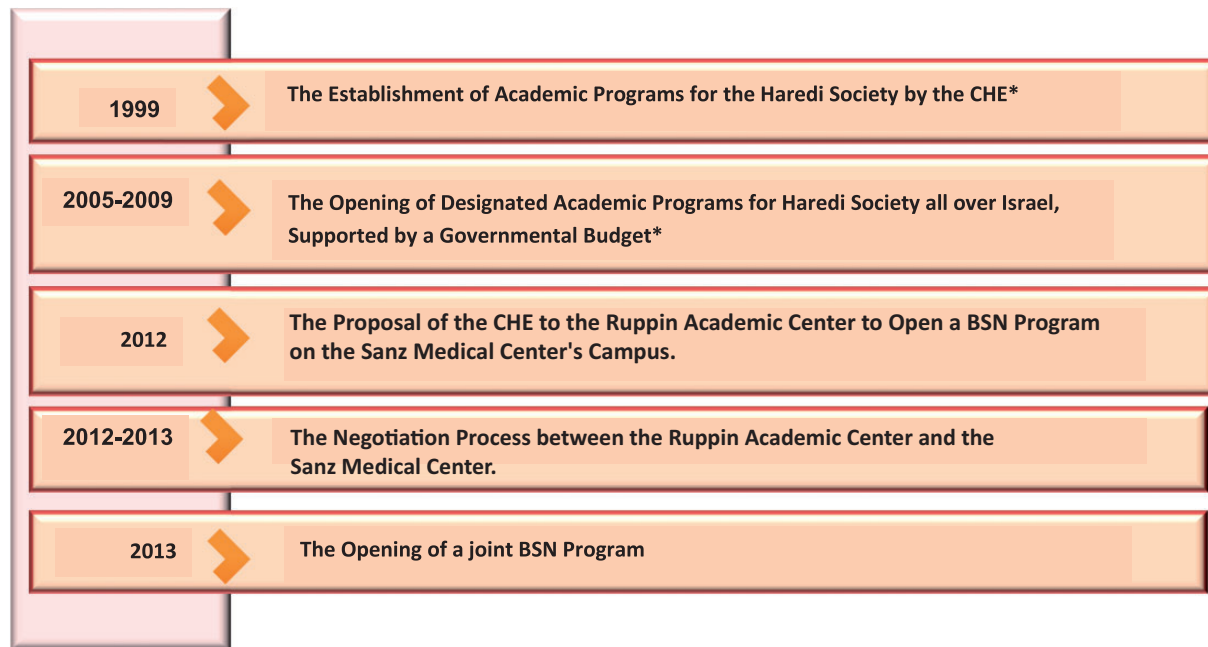 1999
The Establishment of Academic Programs for the Haredi Society by the CHE*
2005-2009
The Opening of Designated Academic Programs for Haredi Society all over Israel,
Supported by a Governmental Budget*
2012
The Proposal of the CHE to the Ruppin Academic Center to Open a BSN Program
on the Sanz Medical Center's Campus.
2012-2013
The Negotiation Process between the Ruppin Academic Center and the
Sanz Medical Center.
2013
The Opening of a joint BSN Program